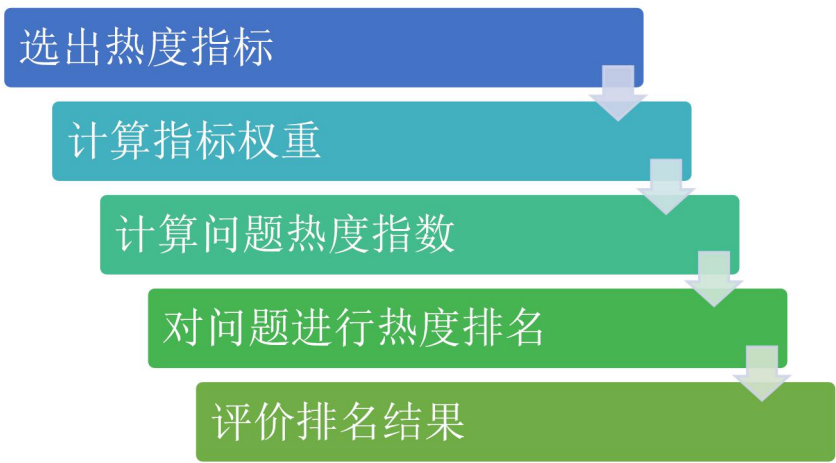 选出热度指标
计算指标权重
计算问题热度指数
对问题进行热度排名
评价排名结果